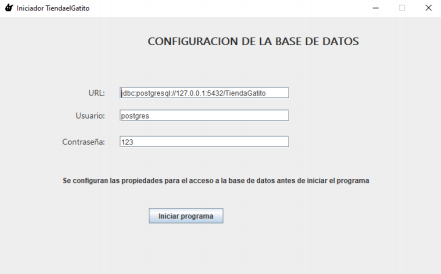 Iniciador TiendaelGatito
CONFIGURACION DE LA BASE DE DATOS
URL: jdbc:postgresql://127.0.0.1:5432/TiendaGatito
Usuario: postgres
Contraseña: 123
Se configuran las propiedades para el acceso a la base de datos antes de iniciar el programa
Iniciar programa